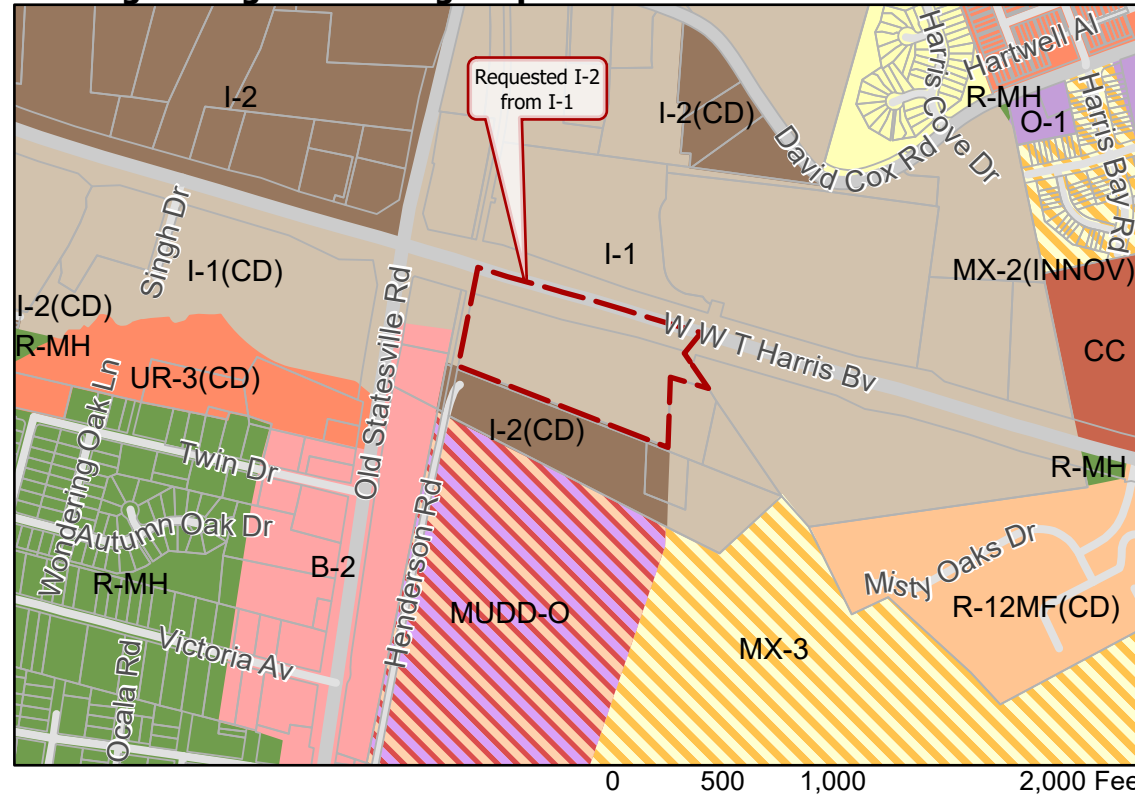 Requested I-2
from I-1
I-2
I-2(CD)
Hartwell Al
Harris Cove Dr
R-MH
O-1
Harris Bay Rd
David Cox Rd
Singh Dr
I-1(CD)
I-1
MX-2(INNOV)
I-2(CD)
R-MH
Old Statesville Rd
W W T Harris Bv
CC
UR-3(CD)
Wondering Oak Ln
I-2(CD)
Twin Dr
R-MH
Autumn Oak Dr
Misty Oaks Dr
B-2
Henderson Rd
R-MH
R-12MF(CD)
MUDD-O
MX-3
Victoria Av
Ocala Rd
0 500 1,000 2,000 Fee